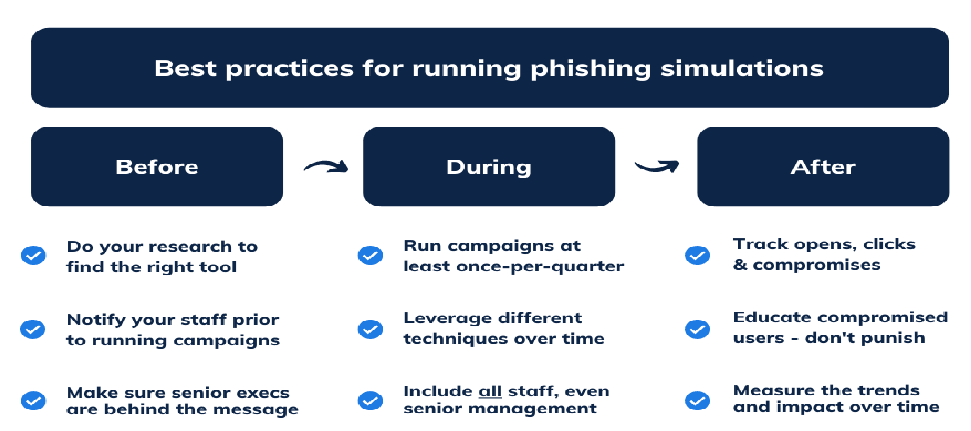 Best practices for running phishing simulations
Before
During
After
Do your research to
find the right tool
Notify your staff prior
to running campaigns
Make sure senior execs
are behind the message
Run campaigns at
least once-per-quarter
Leverage different
techniques over time
Include all staff, even
senior management
Track opens, clicks
& compromises
Educate compromised
users - don't punish
Measure the trends
and impact over time